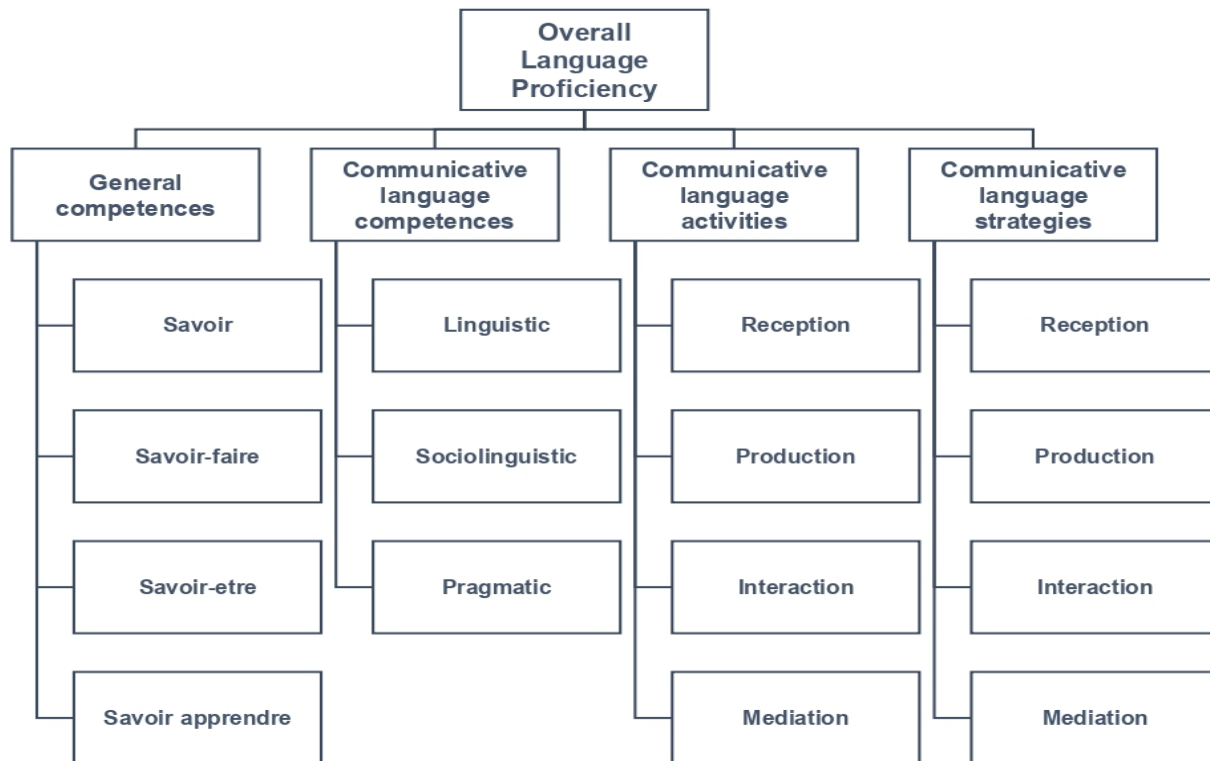 Overall
Language
Proficiency
General
competences
Communicative
language
competences
Communicative
language
activities
Communicative
language
strategies
Savoir
Linguistic
Reception
Reception
Savoir-faire
Sociolinguistic
Production
Production
Savoir-etre
Pragmatic
Interaction
Interaction
Savoir apprendre
Mediation
Mediation